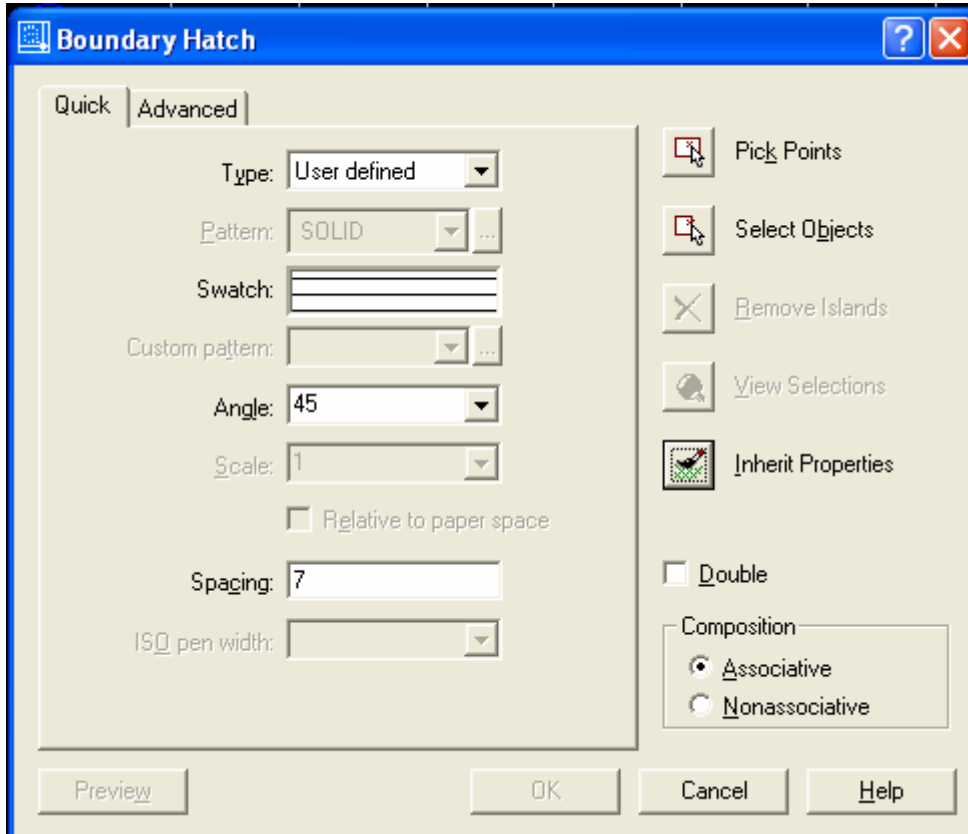 Boundary Hatch
Quick
Advanced
Type: User defined
Pattern: SOLID ...
Swatch:
Custom pattern: ...
Angle: 45
Scale: 1
Relative to paper space
Spacing: 7
ISO pen width:
Pick Points
Select Objects
Remove Islands
View Selections
Inherit Properties
Double
Composition
Associative
Nonassociative
Preview
OK
Cancel
Help